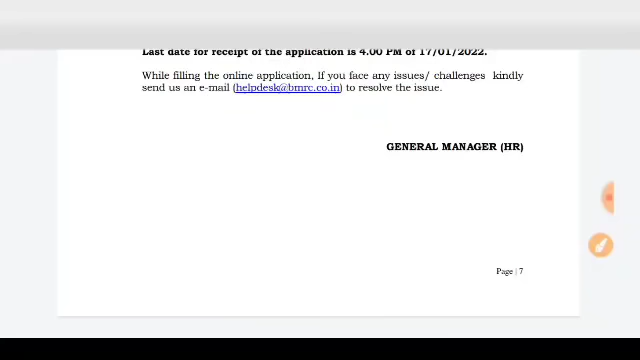 Last date for receipt of the application is 4.00 PM of 17/01/2022.
While filling the online application, If you face any issues/ challenges kindly
send us an e-mail (helpdesk@bmrc.co.in) to resolve the issue.
GENERAL MANAGER (HR)
Page | 7